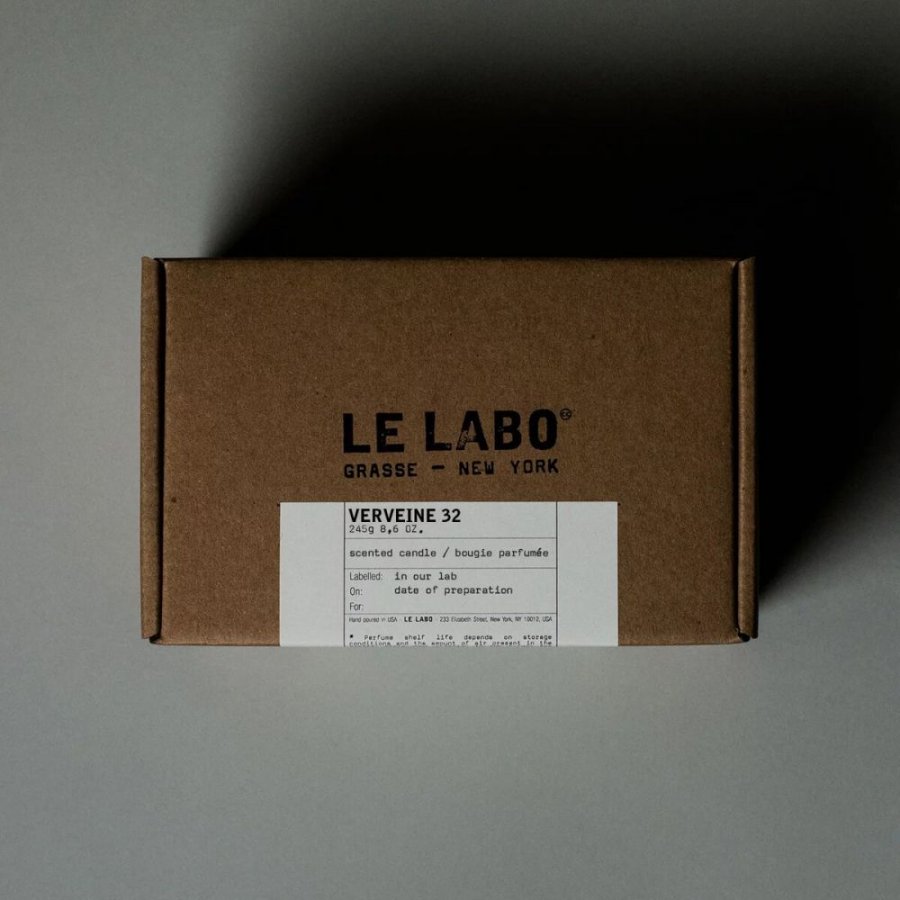 LE LABO
GRASSE — NEW YORK
VERVEINE 32
245g 8,6 OZ.
scented candle / bougie parfumée
Labelled: in our lab
On: date of preparation
For:
Hand poured in USA · LE LABO · 233 Elizabeth Street, New York, NY 10012, USA
* Perfume shelf life depends on storage
conditions and the amount of air present in the